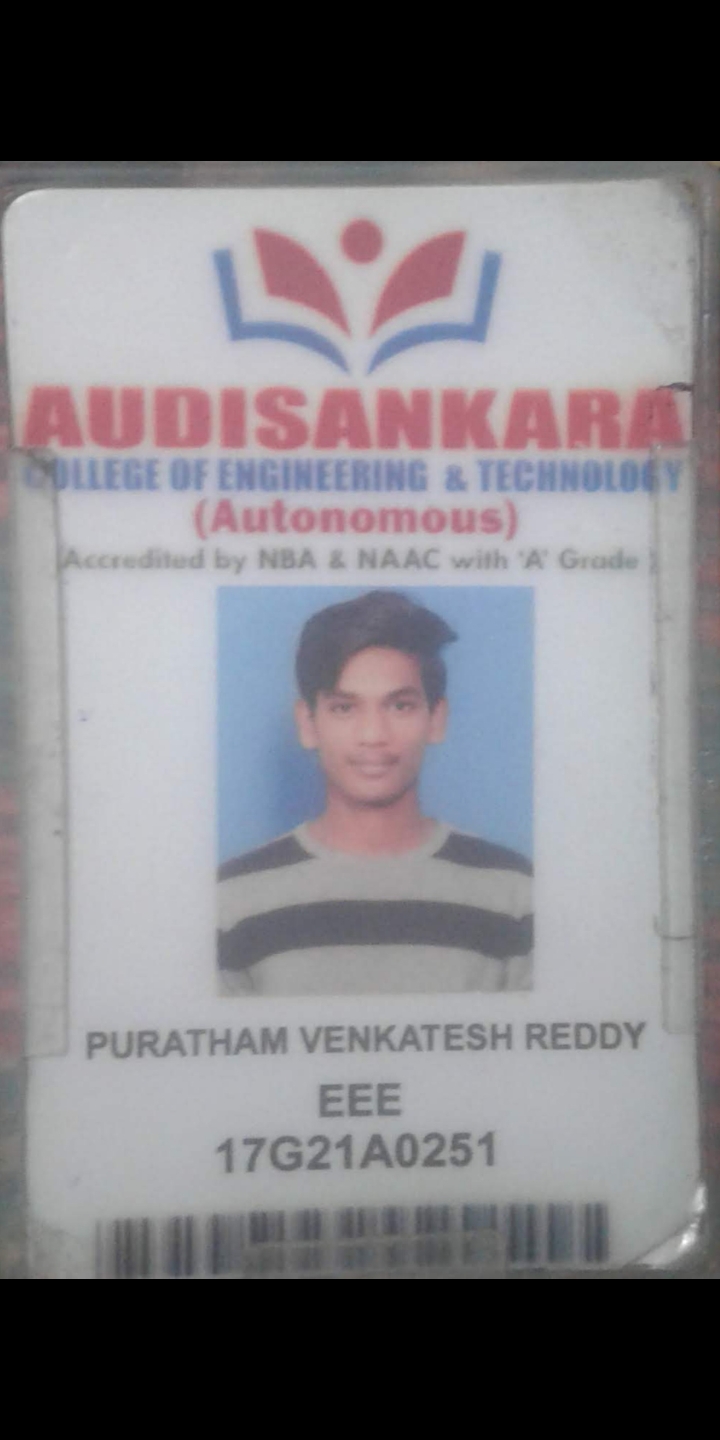 AUDISANKARA
COLLEGE OF ENGINEERING & TECHNOLOGY
(Autonomous)
(Accredited by NBA & NAAC with 'A' Grade )
PURATHAM VENKATESH REDDY
EEE
17G21A0251